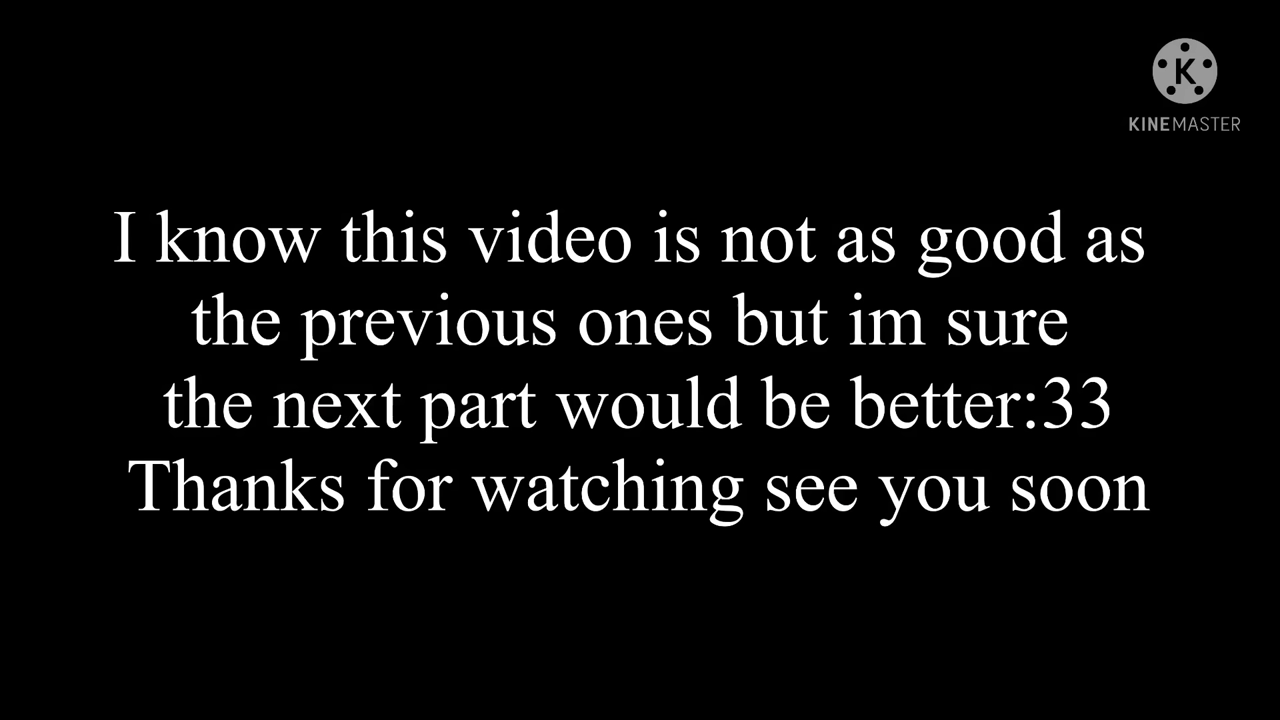 K
KINEMASTER
I know this video is not as good as
the previous ones but im sure
the next part would be better:33
Thanks for watching see you soon